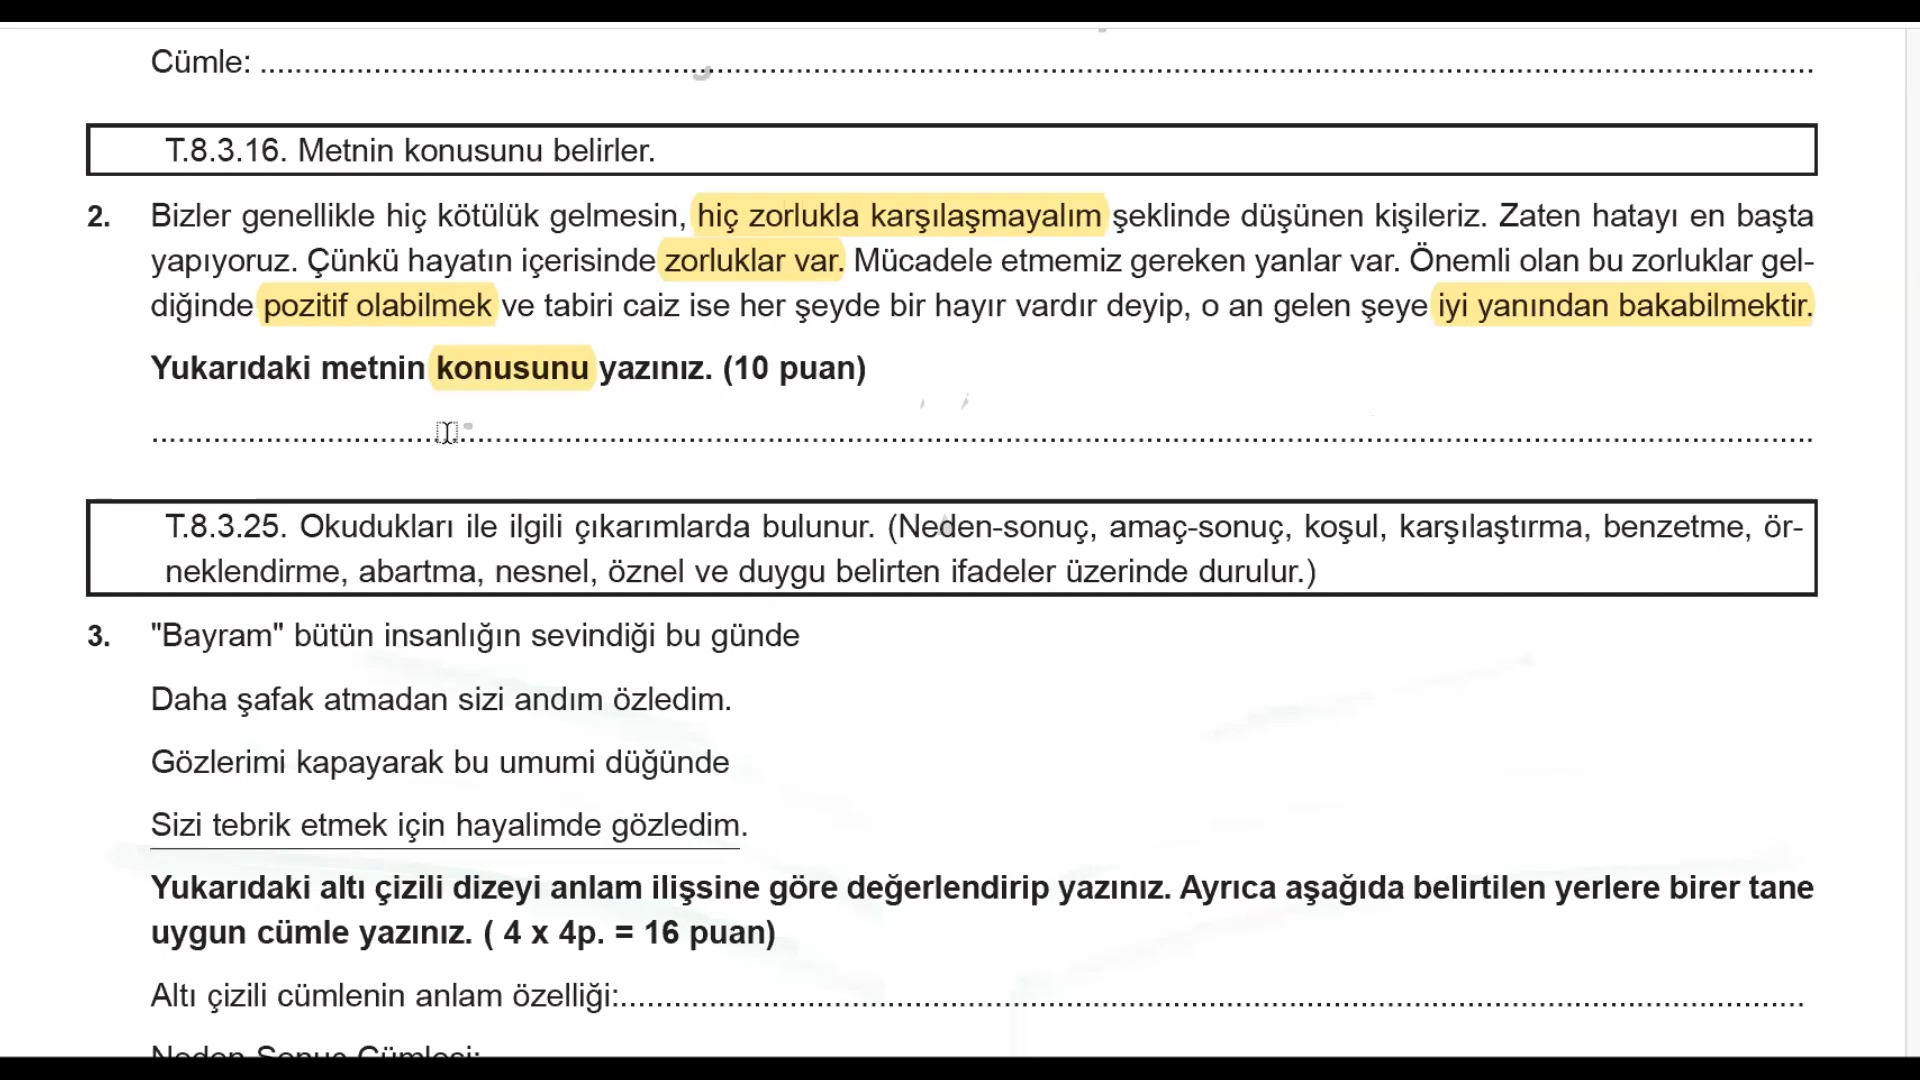 Cümle: ..........................................................................................................................................................................
T.8.3.16. Metnin konusunu belirler.
2. Bizler genellikle hiç kötülük gelmesin, hiç zorlukla karşılaşmayalım şeklinde düşünen kişileriz. Zaten hatayı en başta
yapıyoruz. Çünkü hayatın içerisinde zorluklar var. Mücadele etmemiz gereken yanlar var. Önemli olan bu zorluklar gel-
diğinde pozitif olabilmek ve tabiri caiz ise her şeyde bir hayır vardır deyip, o an gelen şeye iyi yanından bakabilmektir.
Yukarıdaki metnin konusunu yazınız. (10 puan)
......................................................................................................................................................................................
T.8.3.25. Okudukları ile ilgili çıkarımlarda bulunur. (Neden-sonuç, amaç-sonuç, koşul, karşılaştırma, benzetme, ör-
neklendirme, abartma, nesnel, öznel ve duygu belirten ifadeler üzerinde durulur.)
3. "Bayram" bütün insanlığın sevindiği bu günde
Daha şafak atmadan sizi andım özledim.
Gözlerimi kapayarak bu umumi düğünde
Sizi tebrik etmek için hayalimde gözledim.
Yukarıdaki altı çizili dizeyi anlam ilişsine göre değerlendirip yazınız. Ayrıca aşağıda belirtilen yerlere birer tane
uygun cümle yazınız. ( 4 x 4p. = 16 puan)
Altı çizili cümlenin anlam özelliği:..................................................................................................................................
Neden Sonuç Cümlesi: